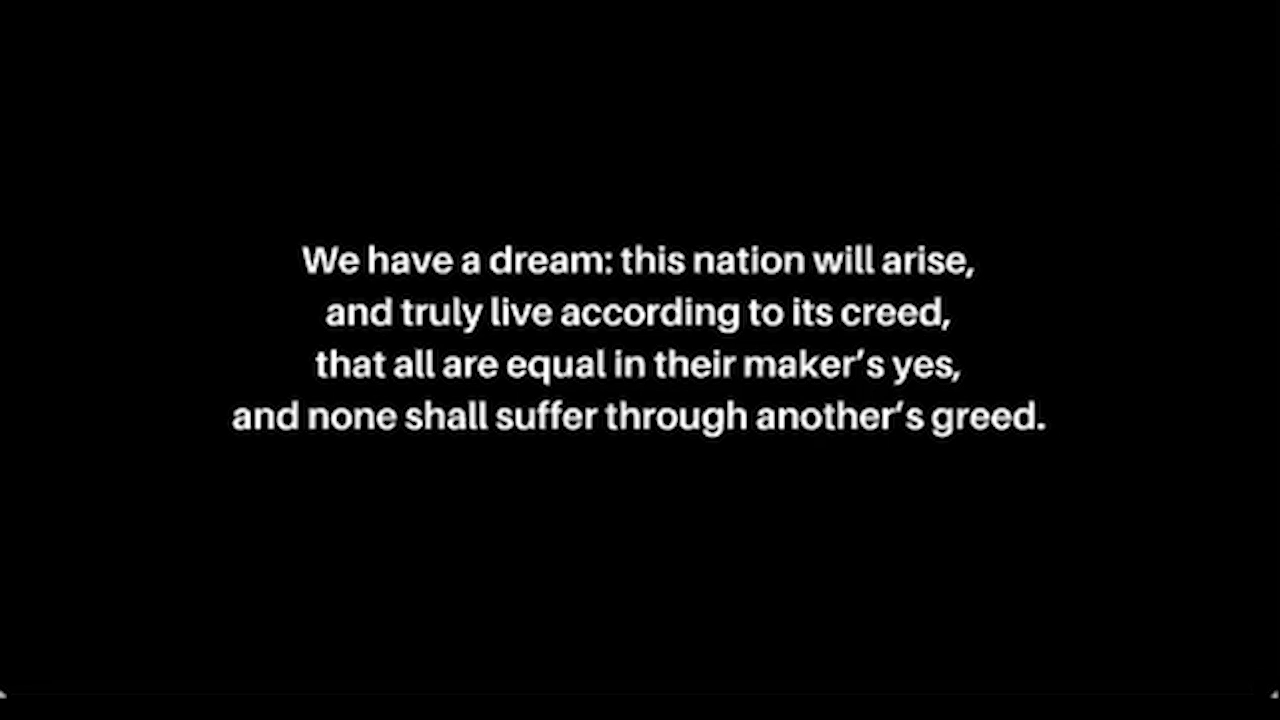 We have a dream: this nation will arise,
and truly live according to its creed,
that all are equal in their maker’s yes,
and none shall suffer through another’s greed.